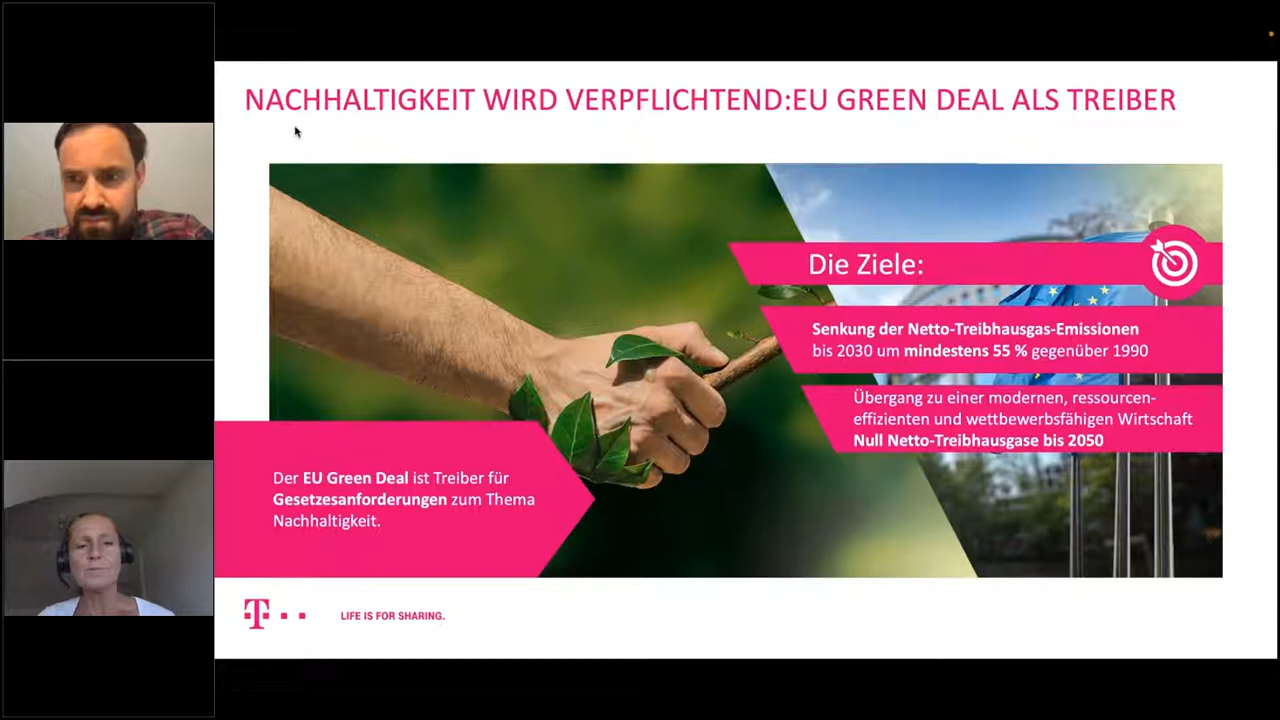 NACHHALTIGKEIT WIRD VERPFLICHTEND:EU GREEN DEAL ALS TREIBER
Die Ziele:
Senkung der Netto-Treibhausgas-Emissionen
bis 2030 um mindestens 55 % gegenüber 1990
Übergang zu einer modernen, ressourcen-
effizienten und wettbewerbsfähigen Wirtschaft
Null Netto-Treibhausgase bis 2050
Der EU Green Deal ist Treiber für
Gesetzesanforderungen zum Thema
Nachhaltigkeit.
T
LIFE IS FOR SHARING.